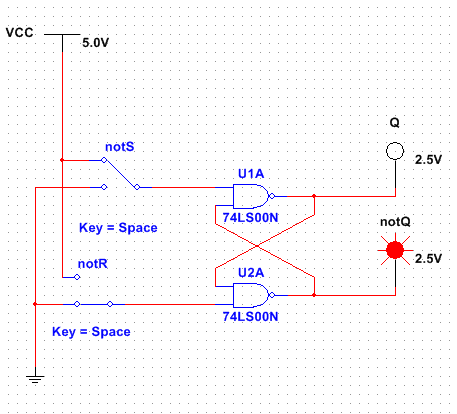 VCC
5.0V
notS
Q
2.5V
U1A
74LS00N
Key = Space
notQ
2.5V
notR
U2A
74LS00N
Key = Space